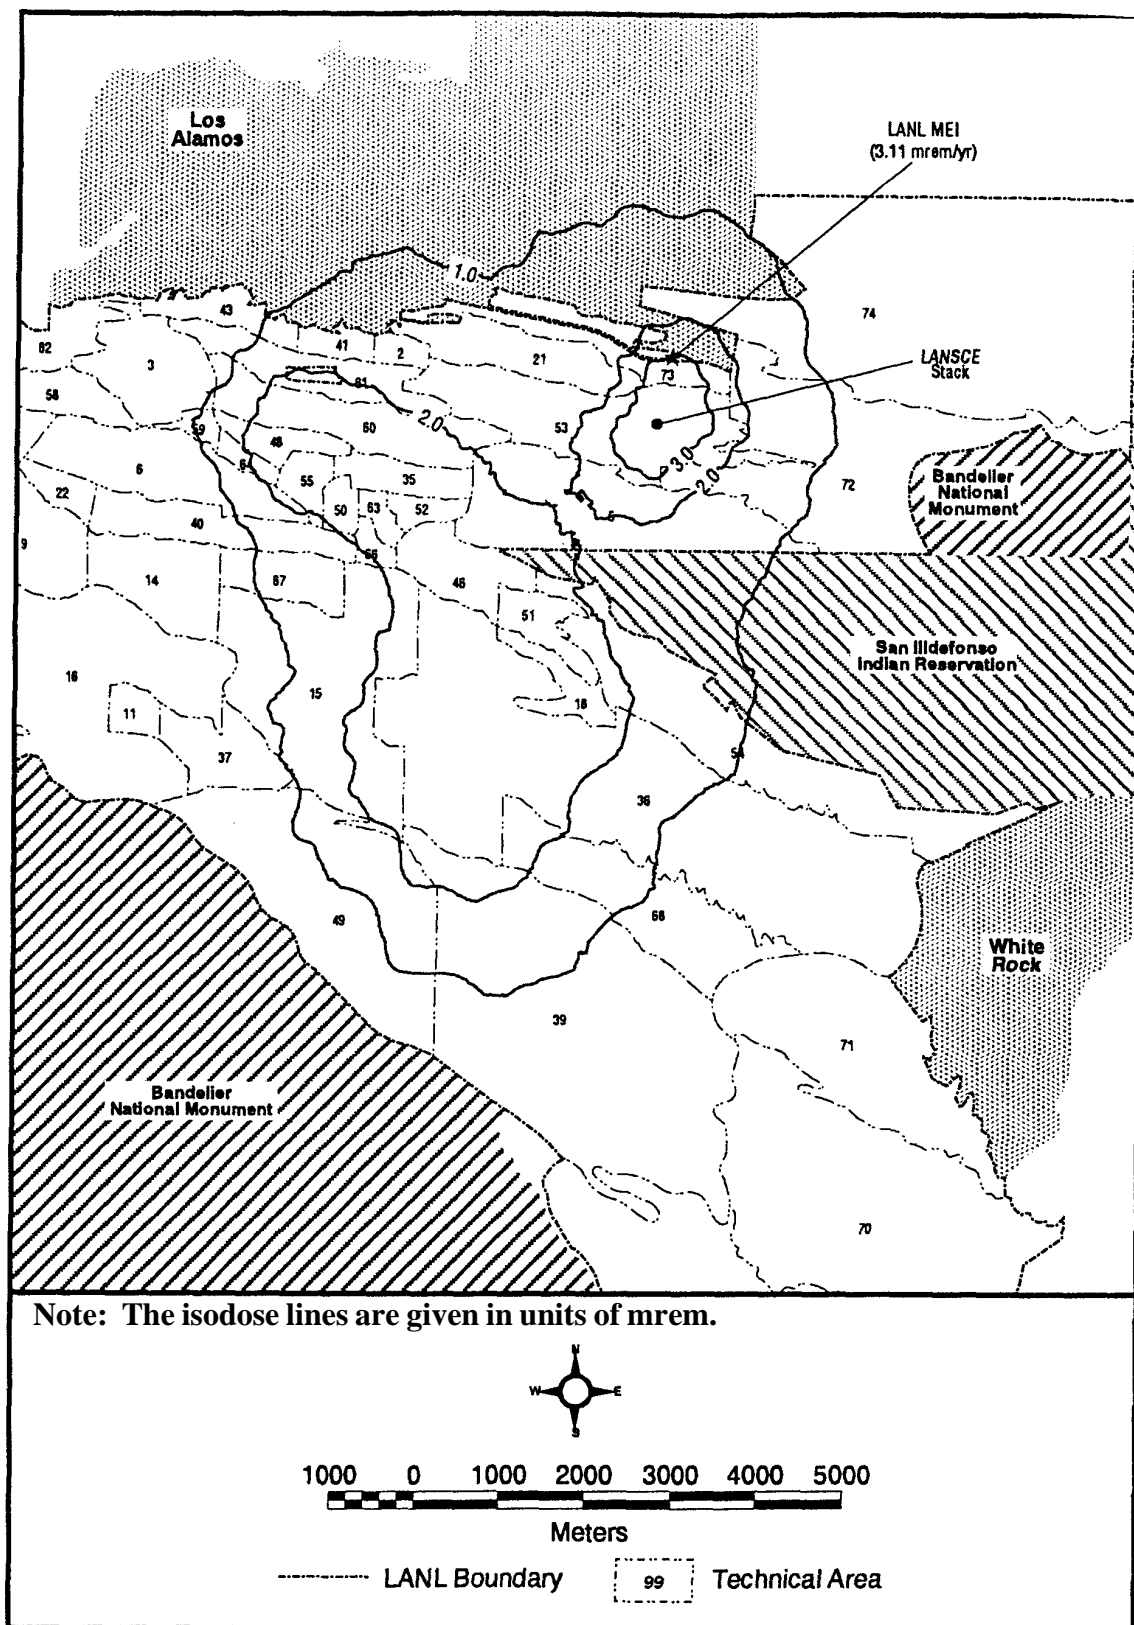 Los
Alamos
LANL MEI
(3.11 mrem/yr)
1.0
43
74
62
3
41
2
21
LANSCE
Stack
73
58
61
59
2.0
60
53
48
64
3.0
2.0
6
55
35
72
Bandelier
National
Monument
22
50
63
52
40
66
9
14
67
46
51
San Ildefonso
Indian Reservation
16
15
18
11
37
54
36
49
68
White
Rock
39
71
Bandelier
National Monument
70
Note: The isodose lines are given in units of mrem.
N
W
E
S
1000 0 1000 2000 3000 4000 5000
Meters
LANL Boundary
99
Technical Area